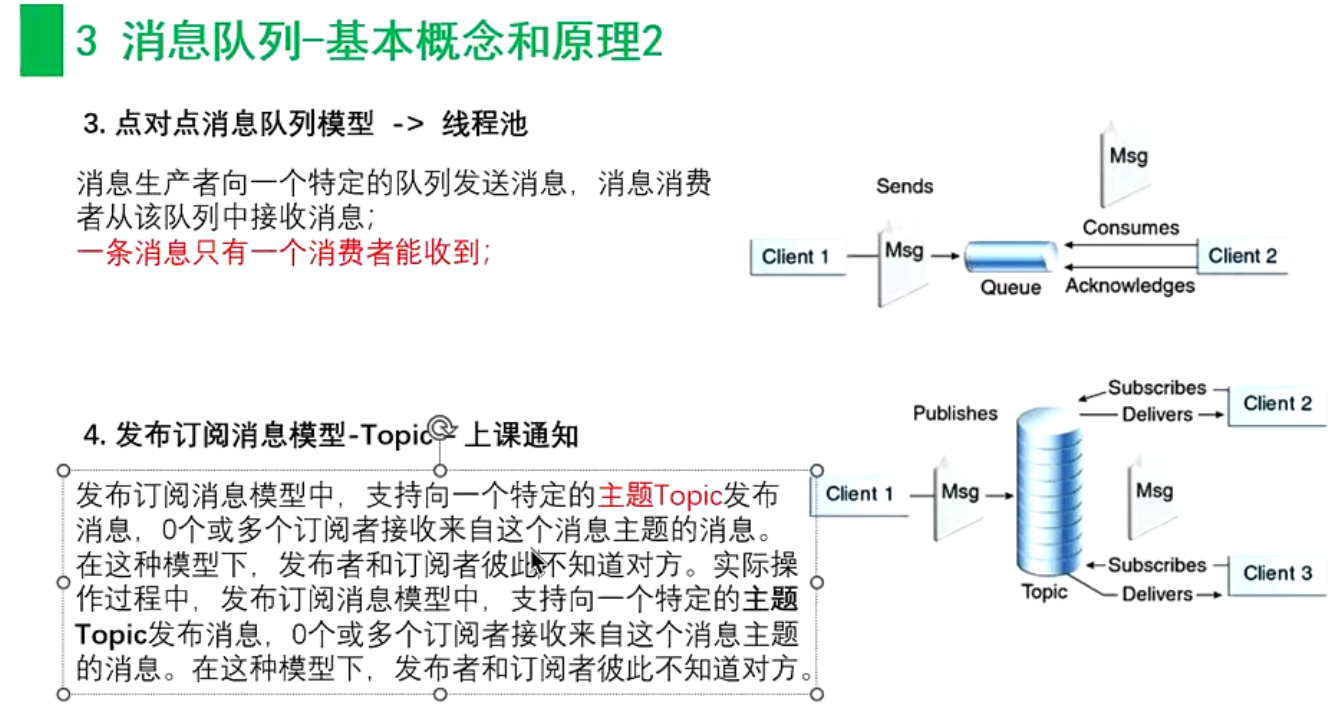 3 消息队列-基本概念和原理2
3. 点对点消息队列模型 -> 线程池
消息生产者向一个特定的队列发送消息，消息消费
者从该队列中接收消息；
一条消息只有一个消费者能收到；
Sends
Msg
Client 1
Msg
Queue
Consumes
Acknowledges
Client 2
4. 发布订阅消息模型-Topic - 上课通知
发布订阅消息模型中，支持向一个特定的主题Topic发布
消息，0个或多个订阅者接收来自这个消息主题的消息。
在这种模型下，发布者和订阅者彼此不知道对方。实际操
作过程中，发布订阅消息模型中，支持向一个特定的主题
Topic发布消息，0个或多个订阅者接收来自这个消息主题
的消息。在这种模型下，发布者和订阅者彼此不知道对方。
Publishes
Client 1
Msg
Topic
Subscribes
Delivers
Client 2
Msg
Subscribes
Delivers
Client 3